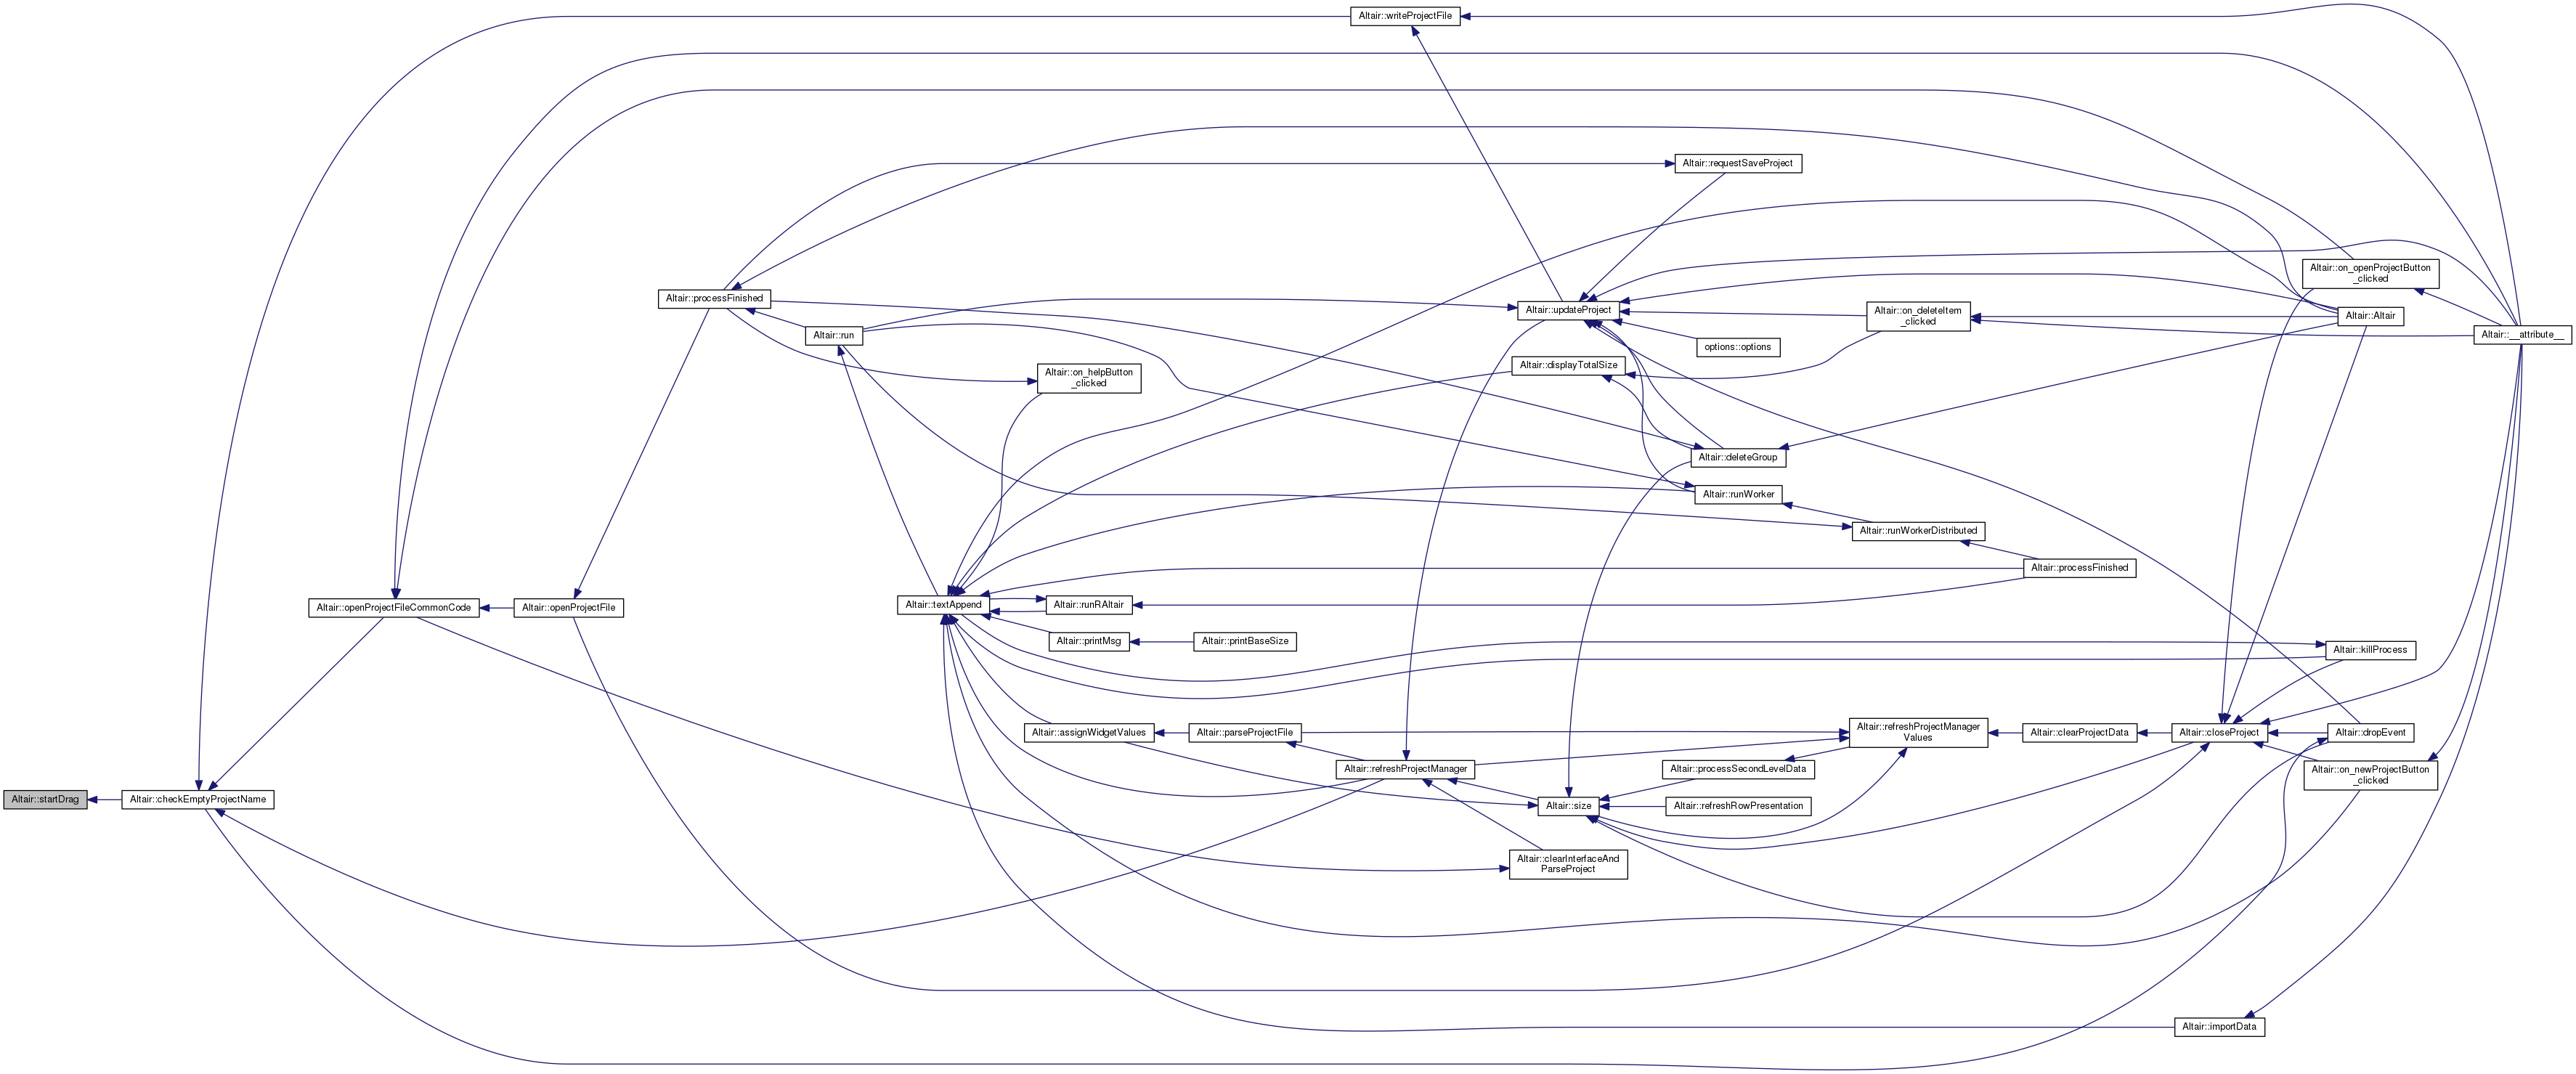 Altair::writeProjectFile
Altair::requestSaveProject
Altair::on_openProjectButton
_clicked
Altair::processFinished
Altair::updateProject
Altair::on_deleteItem
_clicked
Altair::Altair
Altair::run
Altair::__attribute__
options::options
Altair::displayTotalSize
Altair::on_helpButton
_clicked
Altair::deleteGroup
Altair::runWorker
Altair::runWorkerDistributed
Altair::processFinished
Altair::openProjectFileCommonCode
Altair::openProjectFile
Altair::textAppend
Altair::runRAltair
Altair::printMsg
Altair::printBaseSize
Altair::killProcess
Altair::assignWidgetValues
Altair::parseProjectFile
Altair::refreshProjectManager
Values
Altair::clearProjectData
Altair::closeProject
Altair::dropEvent
Altair::refreshProjectManager
Altair::processSecondLevelData
Altair::on_newProjectButton
_clicked
Altair::startDrag
Altair::checkEmptyProjectName
Altair::size
Altair::refreshRowPresentation
Altair::clearInterfaceAnd
ParseProject
Altair::importData